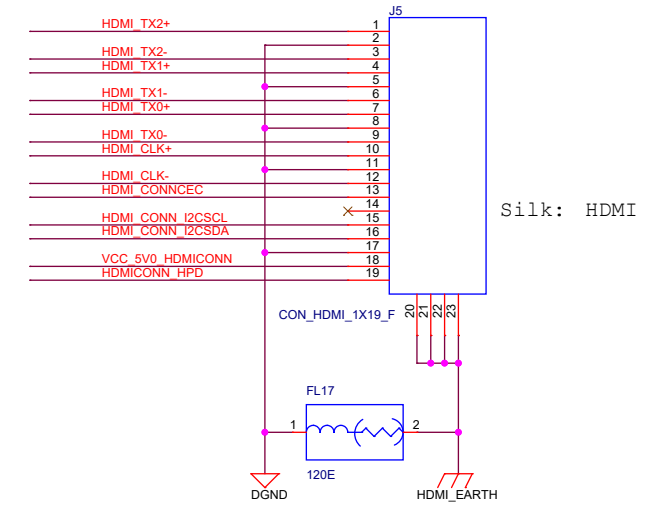 J5
HDMI_TX2+ 1
2
HDMI_TX2- 3
HDMI_TX1+ 4
5
HDMI_TX1- 6
HDMI_TX0+ 7
8
HDMI_TX0- 9
HDMI_CLK+ 10
11
HDMI_CLK- 12
HDMI_CONNCEC 13
14
HDMI_CONN_I2CSCL 15
HDMI_CONN_I2CSDA 16
17
VCC_5V0_HDMICONN 18
HDMICONN_HPD 19
Silk: HDMI
CON_HDMI_1X19_F 20 21 22 23
FL17
1 2
120E
DGND HDMI_EARTH